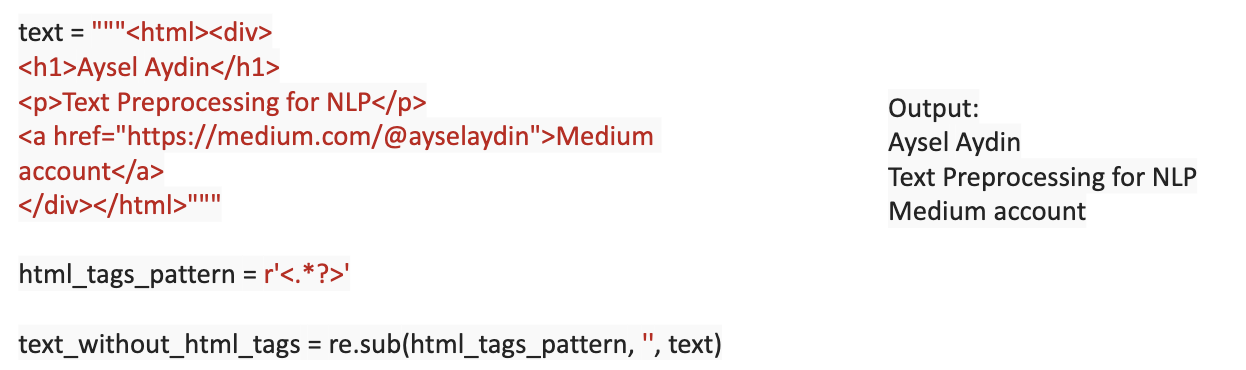 text = """<html><div>
<h1>Aysel Aydin</h1>
<p>Text Preprocessing for NLP</p>
<a href="https://medium.com/@ayselaydin">Medium
account</a>
</div></html>"""
html_tags_pattern = r'<.*?>'
text_without_html_tags = re.sub(html_tags_pattern, '', text)
Output:
Aysel Aydin
Text Preprocessing for NLP
Medium account